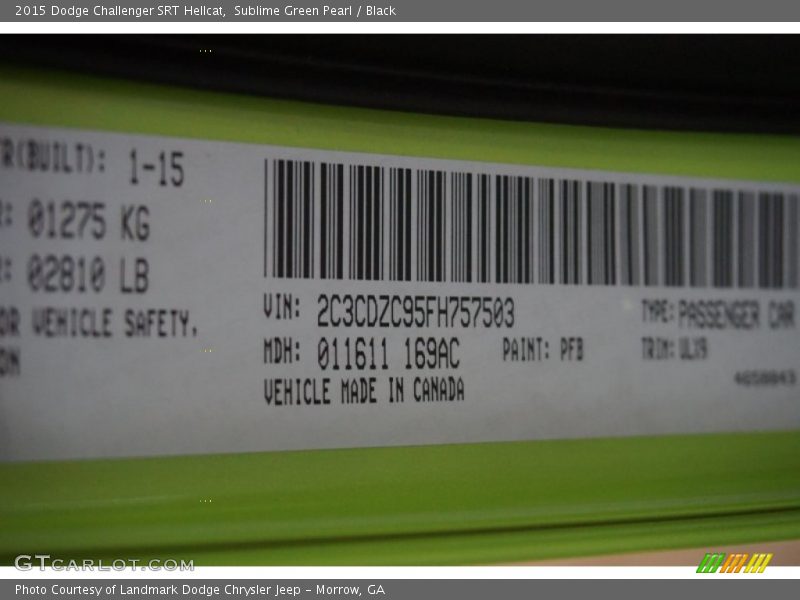 2015 Dodge Challenger SRT Hellcat, Sublime Green Pearl / Black
R(BUILT): 1-15
: 01275 KG
: 02810 LB
OR VEHICLE SAFETY.
ON
VIN: 2C3CDZC95FH757503
TYPE: PASSENGER CAR
MDH: 011611 169AC
PAINT: PFB
TRIM: ULX9
VEHICLE MADE IN CANADA
GTCARLOT.COM
Photo Courtesy of Landmark Dodge Chrysler Jeep - Morrow, GA